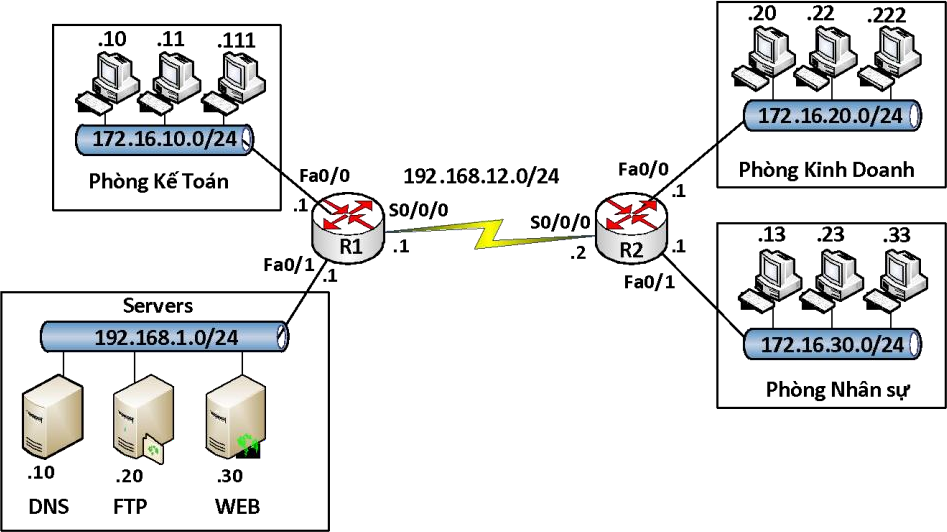 .10 .11 .111
172.16.10.0/24
Phòng Kế Toán
.20 .22 .222
172.16.20.0/24
Phòng Kinh Doanh
Fa0/0
.1
S0/0/0
R1
.1
Fa0/1
.1
192.168.12.0/24
Fa0/0
.1
S0/0/0
R2
.2
.1
Fa0/1
.13 .23 .33
172.16.30.0/24
Phòng Nhân sự
Servers
192.168.1.0/24
.10 .20 .30
DNS FTP WEB